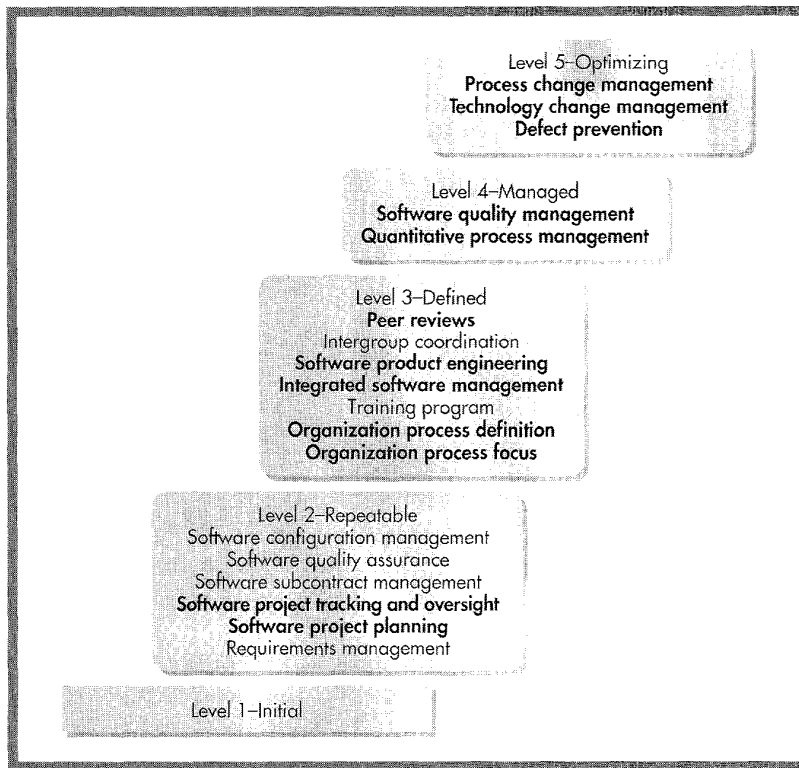 Level 5–Optimizing
Process change management
Technology change management
Defect prevention
Level 4–Managed
Software quality management
Quantitative process management
Level 3–Defined
Peer reviews
Intergroup coordination
Software product engineering
Integrated software management
Training program
Organization process definition
Organization process focus
Level 2–Repeatable
Software configuration management
Software quality assurance
Software subcontract management
Software project tracking and oversight
Software project planning
Requirements management
Level 1–Initial